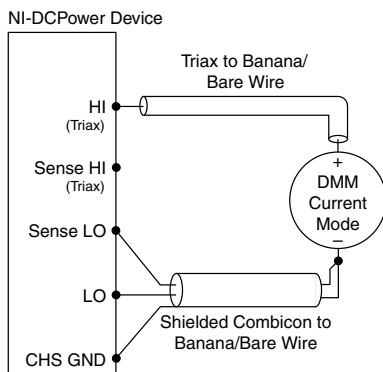 NI-DCPower Device
Triax to Banana/
Bare Wire
HI
(Triax)
Sense HI
(Triax)
+
DMM
Current
Mode
–
Sense LO
LO
Shielded Combicon to
Banana/Bare Wire
CHS GND